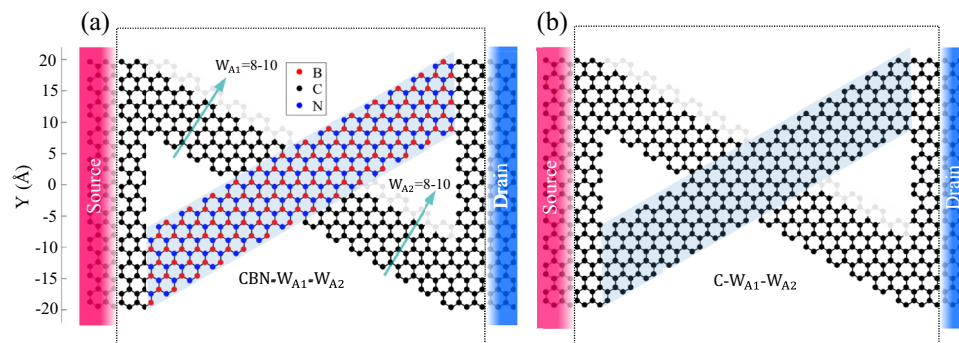 (a)
(b)
Source
Y (Å)
20
15
10
5
0
-5
-10
-15
-20
W_A1=8-10
B
C
N
W_A2=8-10
CBN-W_A1-W_A2
Drain
Source
C-W_A1-W_A2
Drain